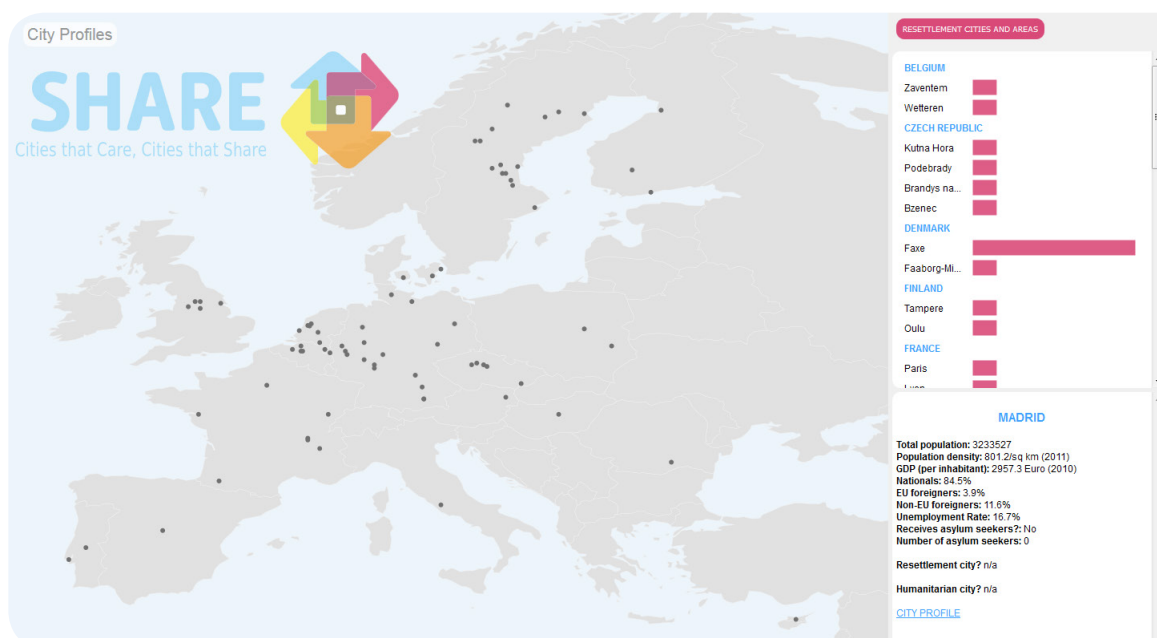 City Profiles
SHARE
Cities that Care, Cities that Share
RESETTLEMENT CITIES AND AREAS
BELGIUM
Zaventem
Wetteren
CZECH REPUBLIC
Kutna Hora
Podebrady
Brandys na...
Bzenec
DENMARK
Faxe
Faaborg-Mi...
FINLAND
Tampere
Oulu
FRANCE
Paris
MADRID
Total population: 3233527
Population density: 801.2/sq km (2011)
GDP (per inhabitant): 2957.3 Euro (2010)
Nationals: 84.5%
EU foreigners: 3.9%
Non-EU foreigners: 11.6%
Unemployment Rate: 16.7%
Receives asylum seekers?: No
Number of asylum seekers: 0
Resettlement city? n/a
Humanitarian city? n/a
CITY PROFILE